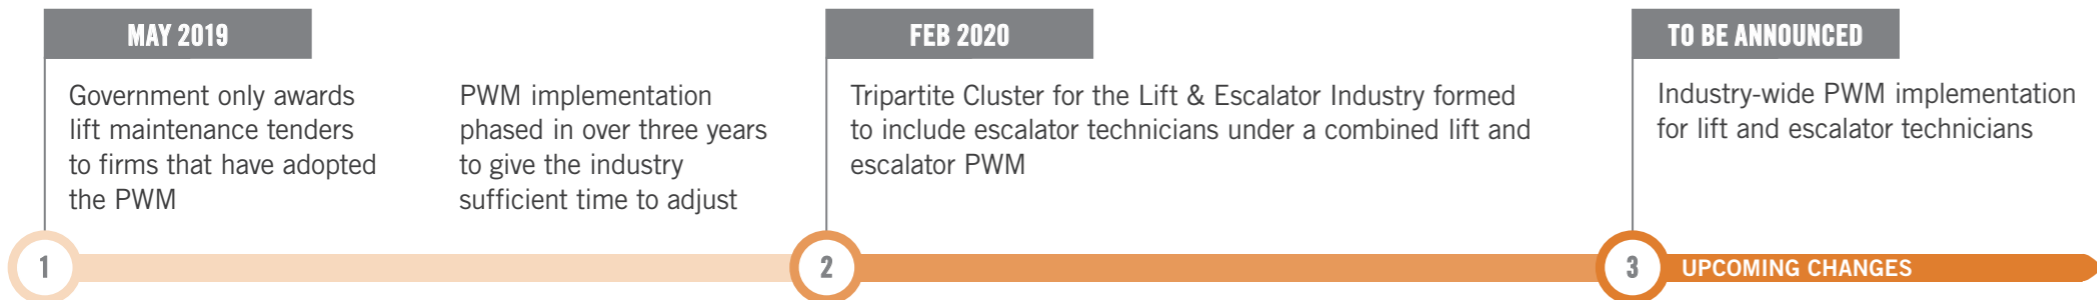 MAY 2019
Government only awards
lift maintenance tenders
to firms that have adopted
the PWM
PWM implementation
phased in over three years
to give the industry
sufficient time to adjust
FEB 2020
Tripartite Cluster for the Lift & Escalator Industry formed
to include escalator technicians under a combined lift and
escalator PWM
TO BE ANNOUNCED
Industry-wide PWM implementation
for lift and escalator technicians
1
2
3
UPCOMING CHANGES